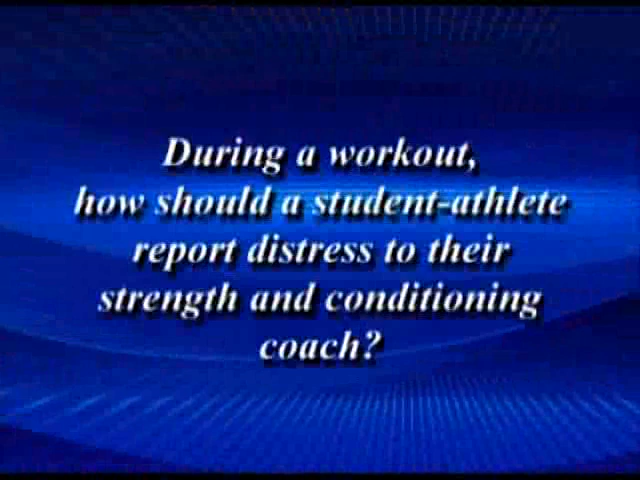 During a workout,
how should a student-athlete
report distress to their
strength and conditioning
coach?